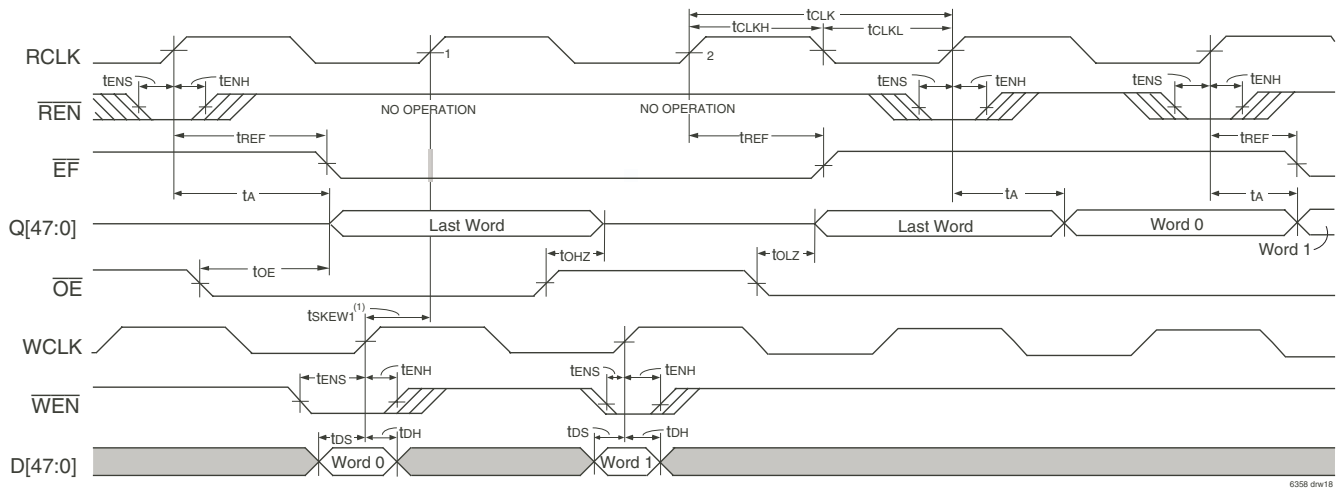 tCLK
tCLKH tCLKL
RCLK 1 2
tENS tENH tENS tENH tENS tENH
REN NO OPERATION NO OPERATION
tREF tREF tREF
EF
tA tA tA
Q[47:0] Last Word Last Word Word 0
Word 1
tOHZ tOLZ
tOE
OE
tSKEW1(1)
WCLK
tENS tENH tENS tENH
WEN
tDS tDH tDS tDH
D[47:0] Word 0 Word 1
6358 drw18